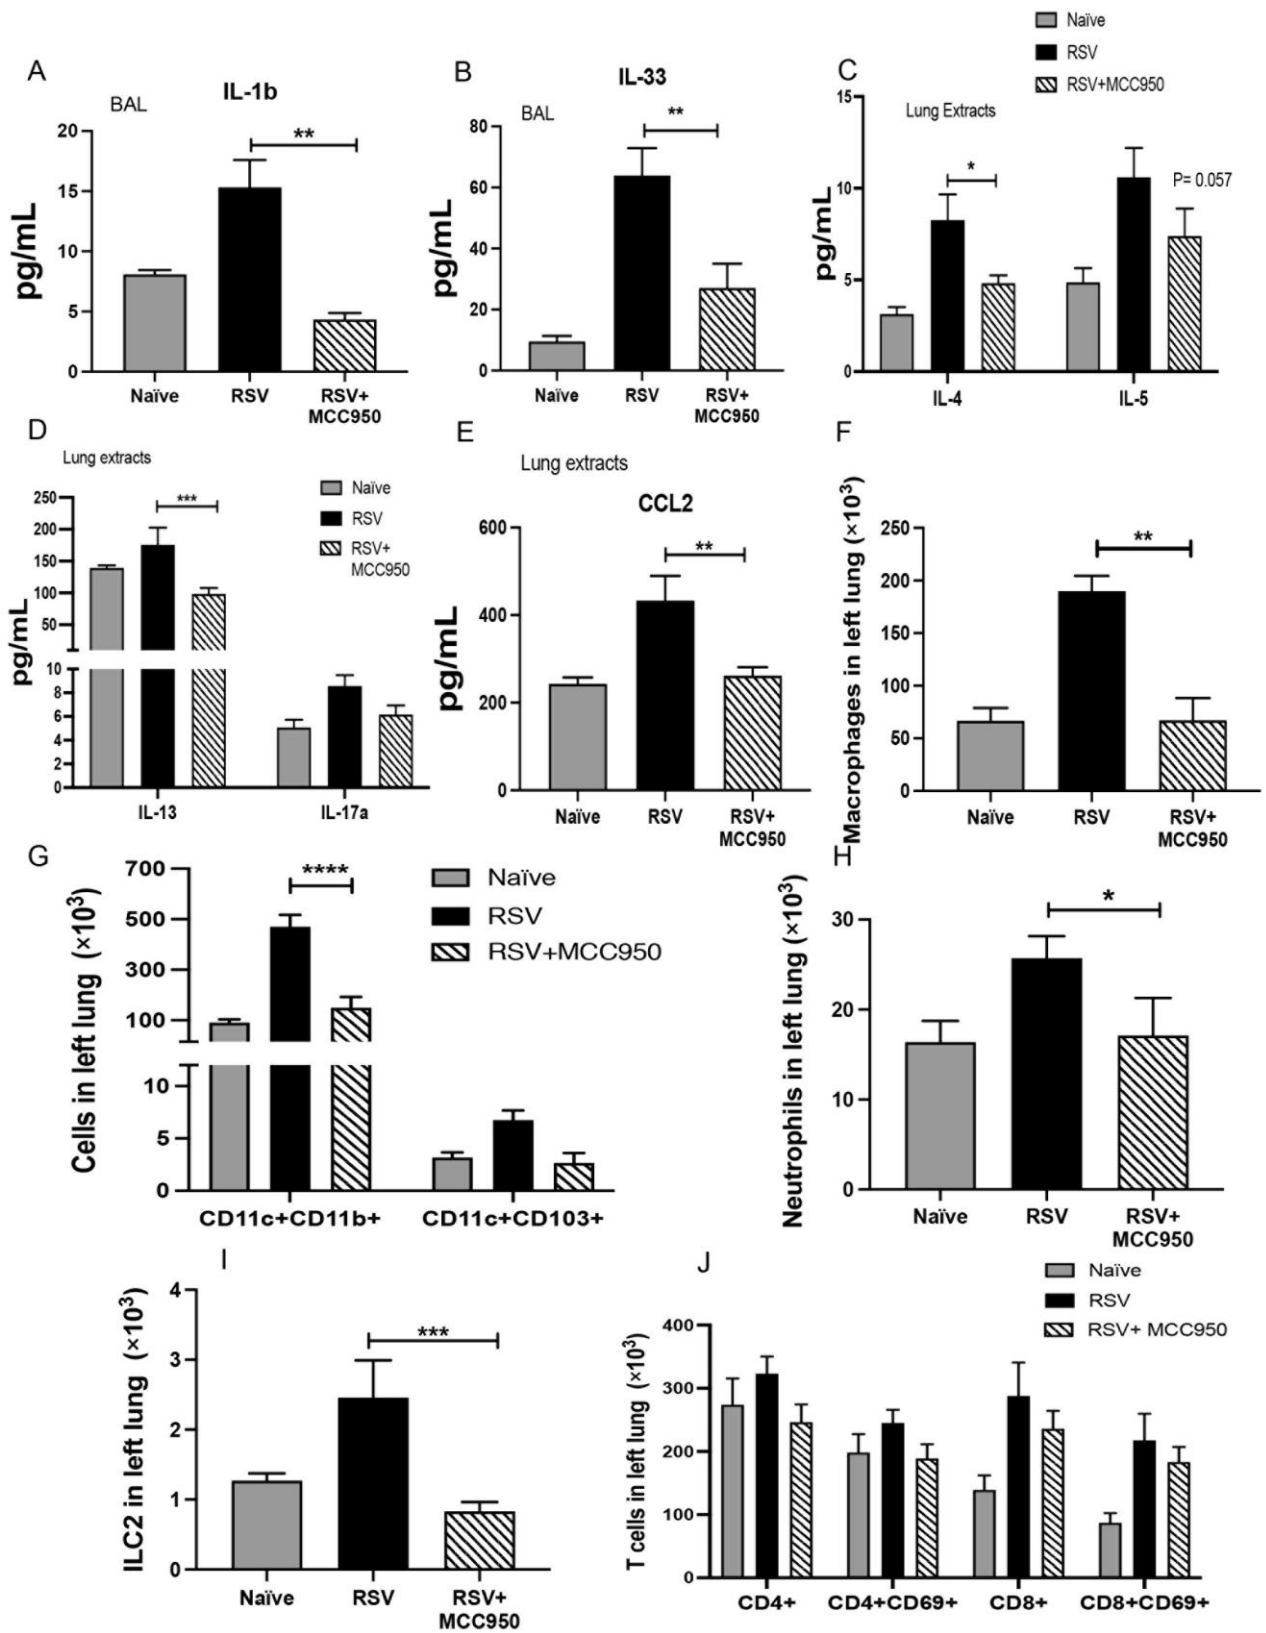 Naïve
RSV
RSV+MCC950
A
IL-1b
BAL
pg/mL
20
15
10
5
0
**
Naïve
RSV
RSV+
MCC950
B
IL-33
BAL
pg/mL
80
60
40
20
0
**
Naïve
RSV
RSV+
MCC950
C
Lung Extracts
pg/mL
15
10
5
0
*
P= 0.057
IL-4
IL-5
D
Lung extracts
pg/mL
250
200
150
100
50
10
8
6
4
2
0
***
Naïve
RSV
RSV+
MCC950
IL-13
IL-17a
E
Lung extracts
CCL2
pg/mL
600
400
200
0
**
Naïve
RSV
RSV+
MCC950
F
Macrophages in left lung (×10³)
250
200
150
100
50
0
**
Naïve
RSV
RSV+
MCC950
G
Cells in left lung (×10³)
700
500
300
100
10
5
0
****
Naïve
RSV
RSV+MCC950
CD11c+CD11b+
CD11c+CD103+
H
Neutrophils in left lung (×10³)
30
20
10
0
*
Naïve
RSV
RSV+
MCC950
I
ILC2 in left lung (×10³)
4
3
2
1
0
***
Naïve
RSV
RSV+
MCC950
J
Naïve
RSV
RSV+ MCC950
T cells in left lung (×10³)
400
300
200
100
0
CD4+
CD4+CD69+
CD8+
CD8+CD69+